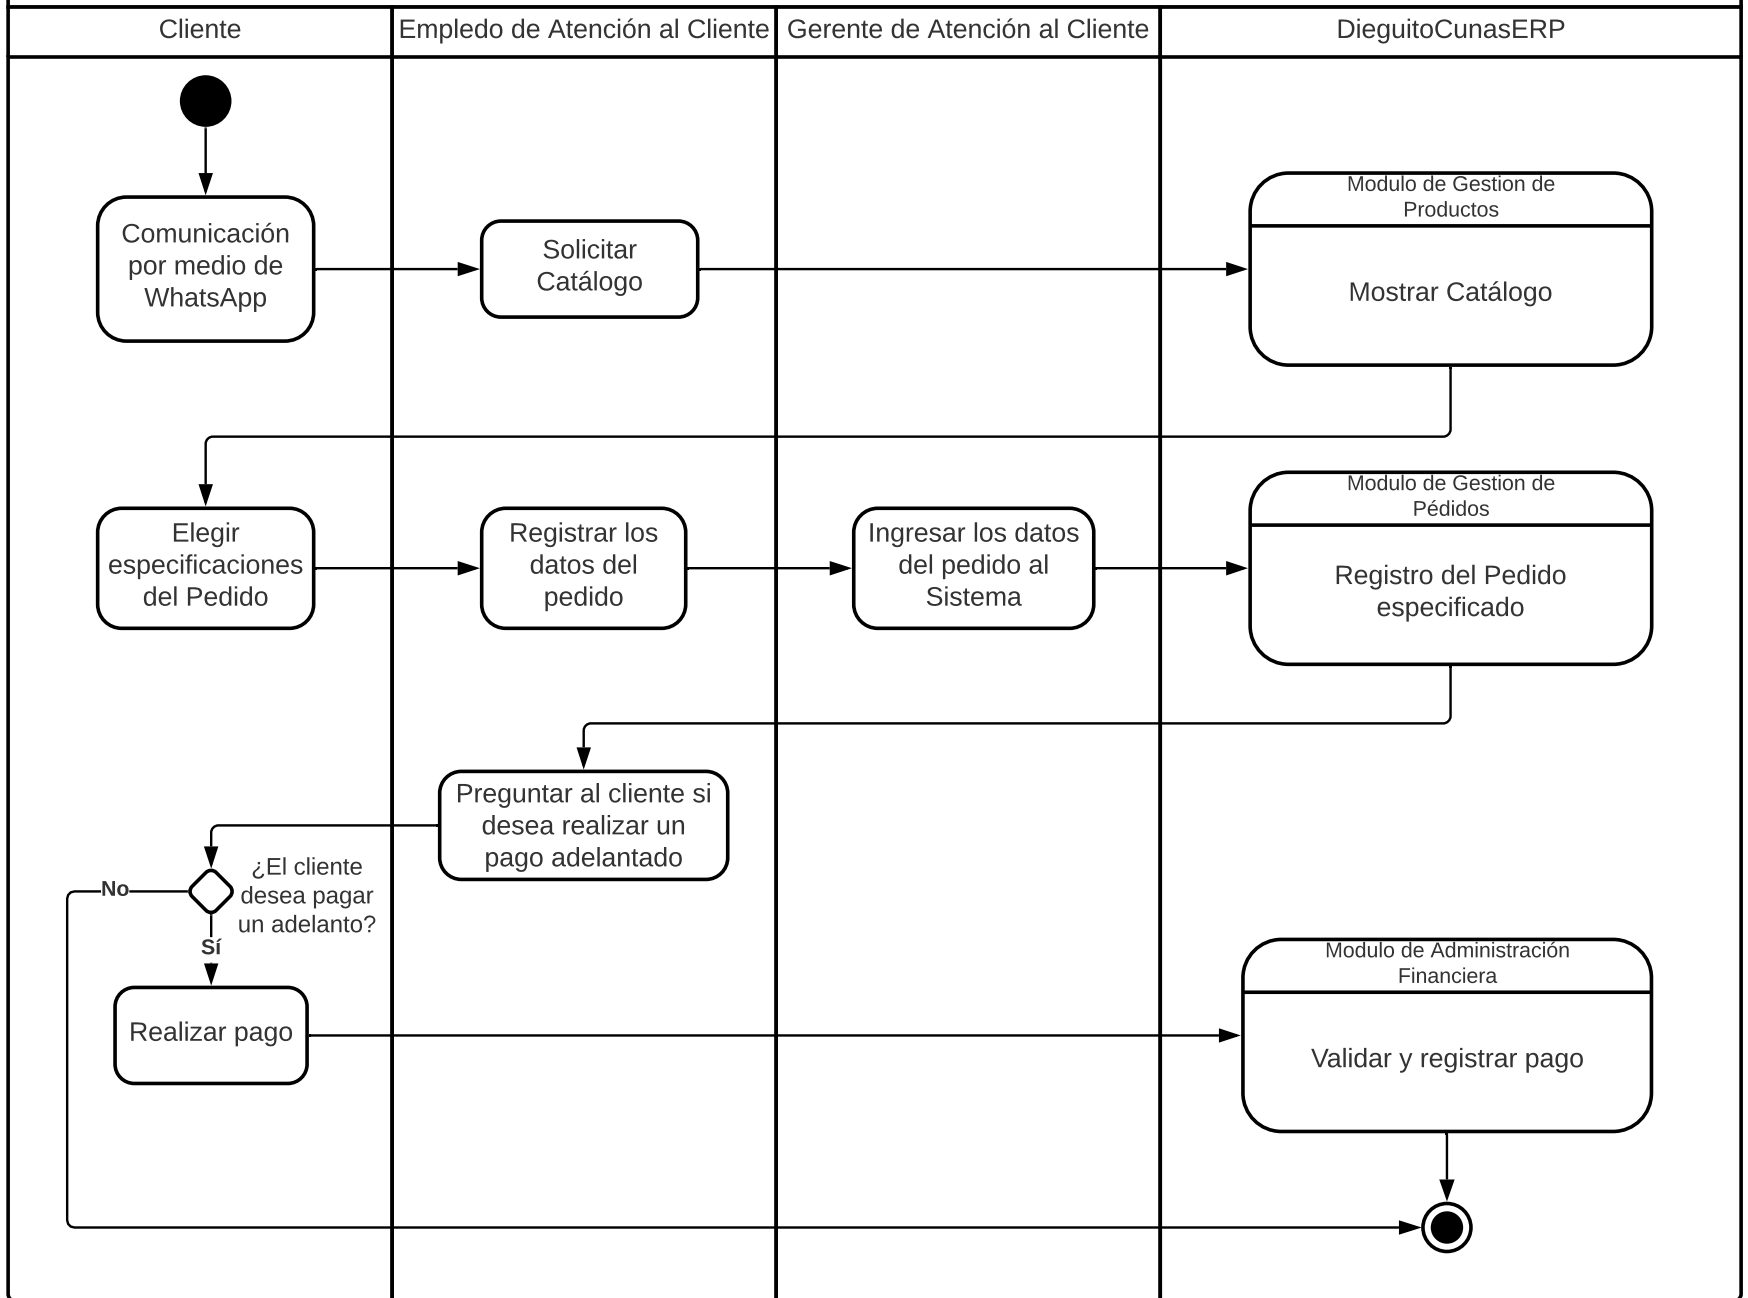 Cliente
Empledo de Atención al Cliente
Gerente de Atención al Cliente
DieguitoCunasERP
Comunicación
por medio de
WhatsApp
Solicitar
Catálogo
Modulo de Gestion de
Productos
Mostrar Catálogo
Elegir
especificaciones
del Pedido
Registrar los
datos del
pedido
Ingresar los datos
del pedido al
Sistema
Modulo de Gestion de
Pédidos
Registro del Pedido
especificado
Preguntar al cliente si
desea realizar un
pago adelantado
¿El cliente
desea pagar
un adelanto?
No
Sí
Realizar pago
Modulo de Administración
Financiera
Validar y registrar pago